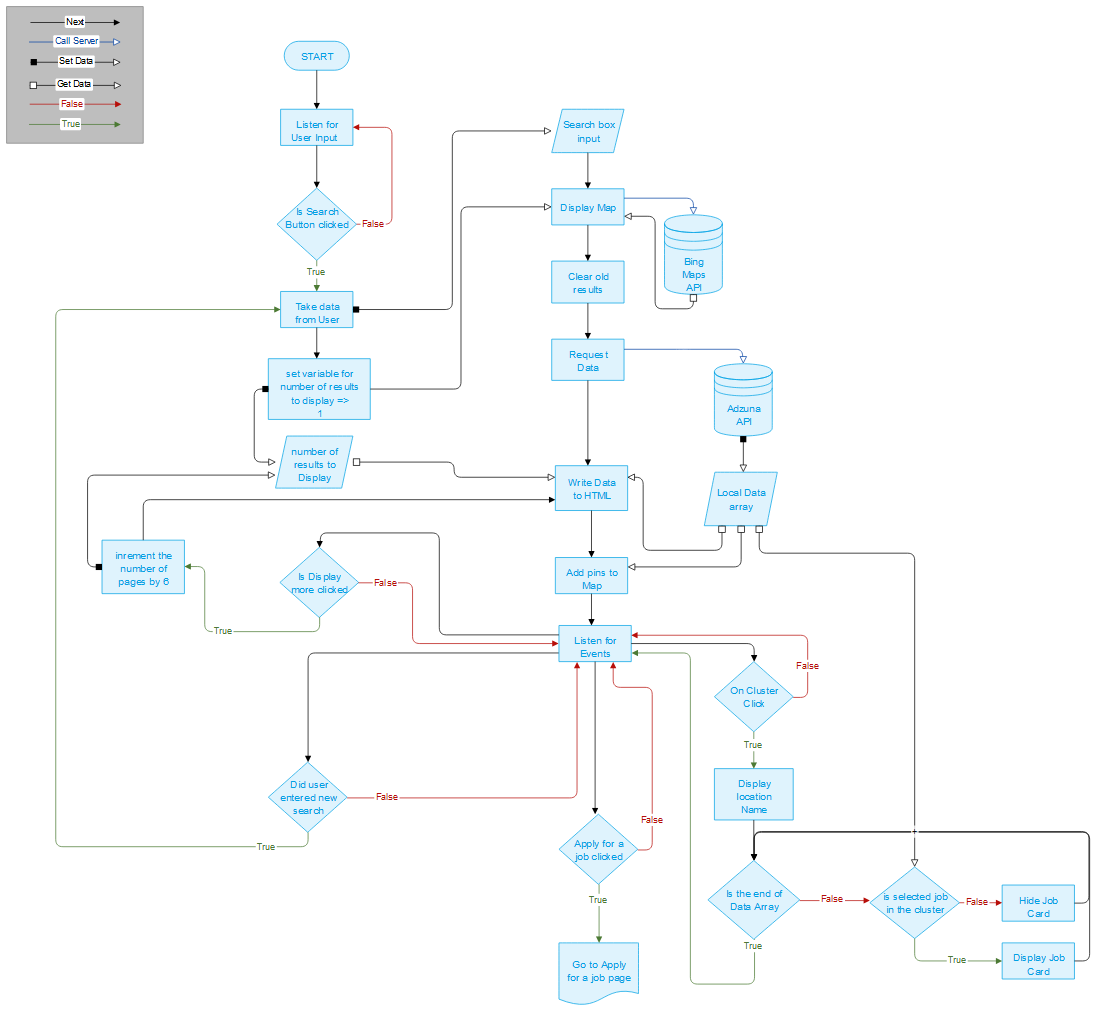 Next
Call Server
Set Data
Get Data
False
True
START
Listen for
User Input
Is Search
Button clicked
False
True
Take data
from User
set variable for
number of results
to display =>
1
number of
results to
Display
Search box
input
Display Map
Bing
Maps
API
Clear old
results
Request
Data
Adzuna
API
Write Data
to HTML
Local Data
array
inrement the
number of
pages by 6
Is Display
more clicked
False
True
Add pins to
Map
Listen for
Events
On Cluster
Click
False
True
Display
location
Name
Did user
entered new
search
False
True
Apply for a
job clicked
False
True
Go to Apply
for a job page
Is the end of
Data Array
False
True
is selected job
in the cluster
False
True
Hide Job
Card
Display Job
Card